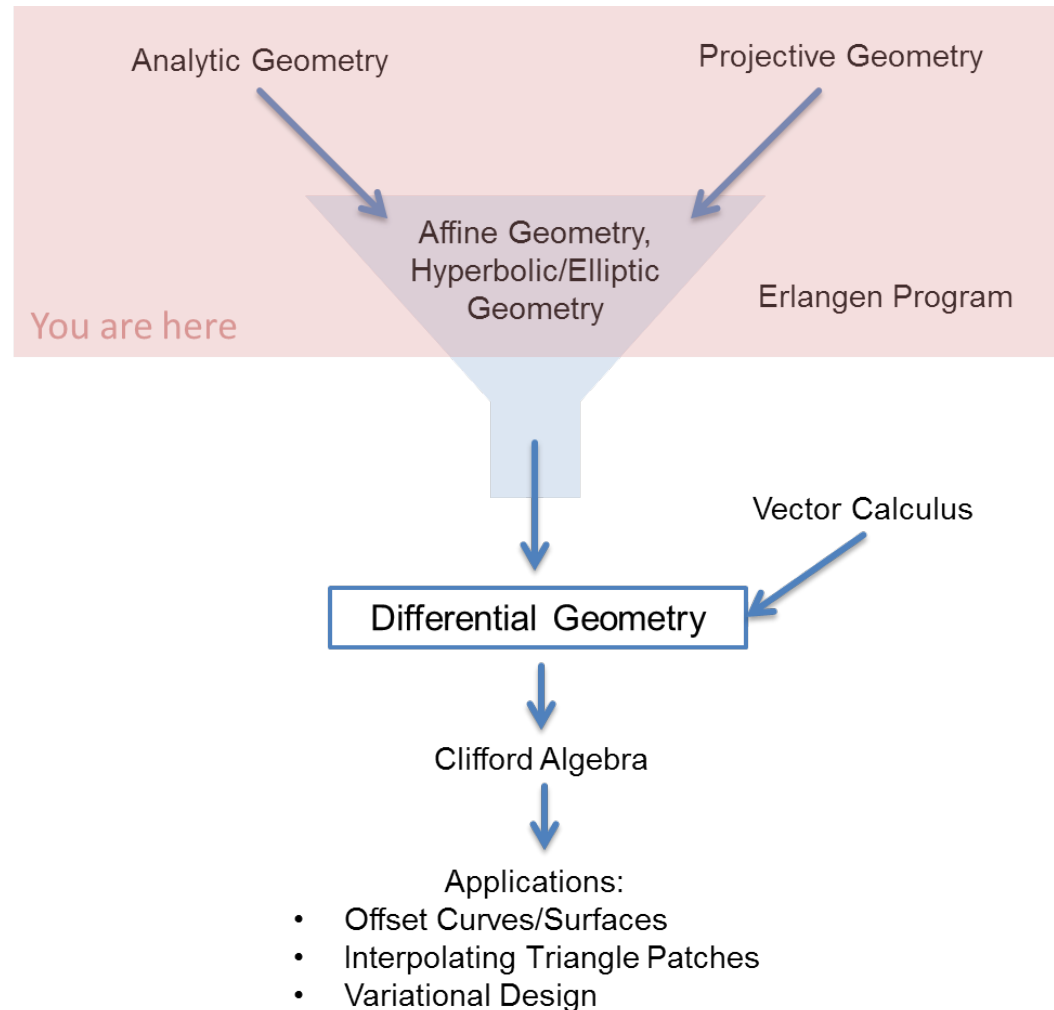 Analytic Geometry
Projective Geometry
Affine Geometry,
Hyperbolic/Elliptic
Geometry
Erlangen Program
You are here
Vector Calculus
Differential Geometry
Clifford Algebra
Applications:
• Offset Curves/Surfaces
• Interpolating Triangle Patches
• Variational Design